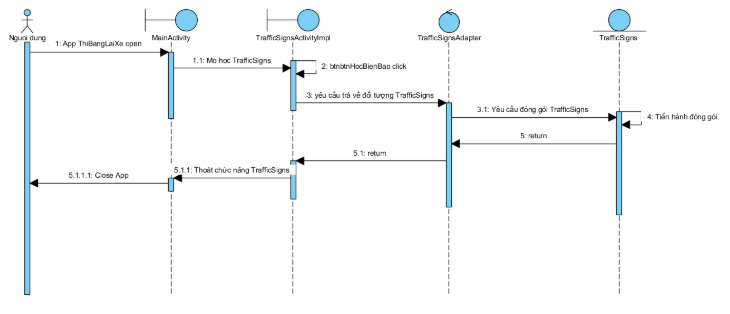 Nguoi dung
MainActivity
TrafficSignsActivityImpl
TrafficSignsAdapter
TrafficSigns
1: App ThiBangLaiXe open
1.1: Mo hoc TrafficSigns
2: btnbtnHocBienBao click
3: yêu cầu trả về đối tượng TrafficSigns
3.1: Yêu cầu đóng gói TrafficSigns
4: Tiến hành đóng gói
5: return
5.1: return
5.1.1: Thoát chức năng TrafficSigns
5.1.1.1: Close App